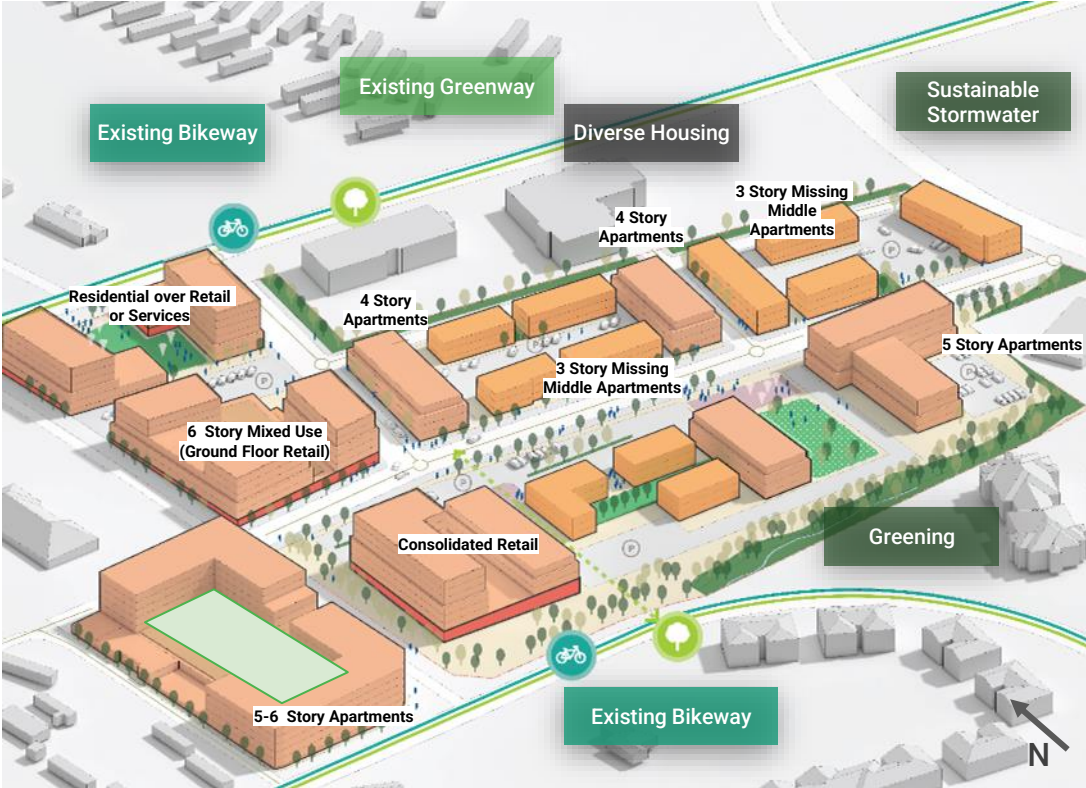 Existing Greenway
Sustainable
Stormwater
Existing Bikeway
Diverse Housing
3 Story Missing
Middle
Apartments
4 Story
Apartments
Residential over Retail
or Services
4 Story
Apartments
P
P
5 Story Apartments
P
P
3 Story Missing
Middle Apartments
6 Story Mixed Use
(Ground Floor Retail)
P
Consolidated Retail
P
Greening
5-6 Story Apartments
Existing Bikeway
N